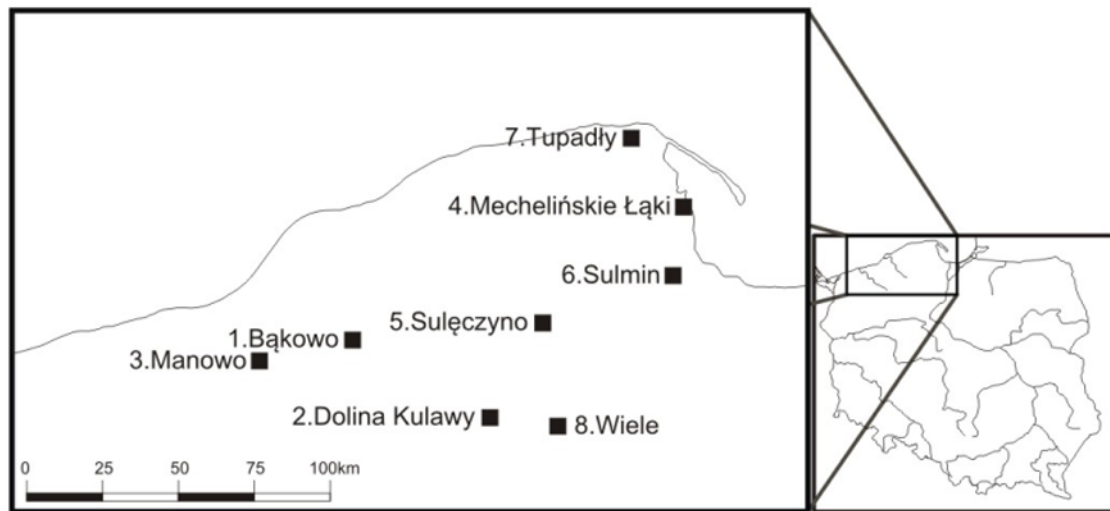 7.Tupadły
4.Mechelińskie Łąki
6.Sulmin
5.Sulęczyno
1.Bąkowo
3.Manowo
2.Dolina Kulawy
8.Wiele
0 25 50 75 100km